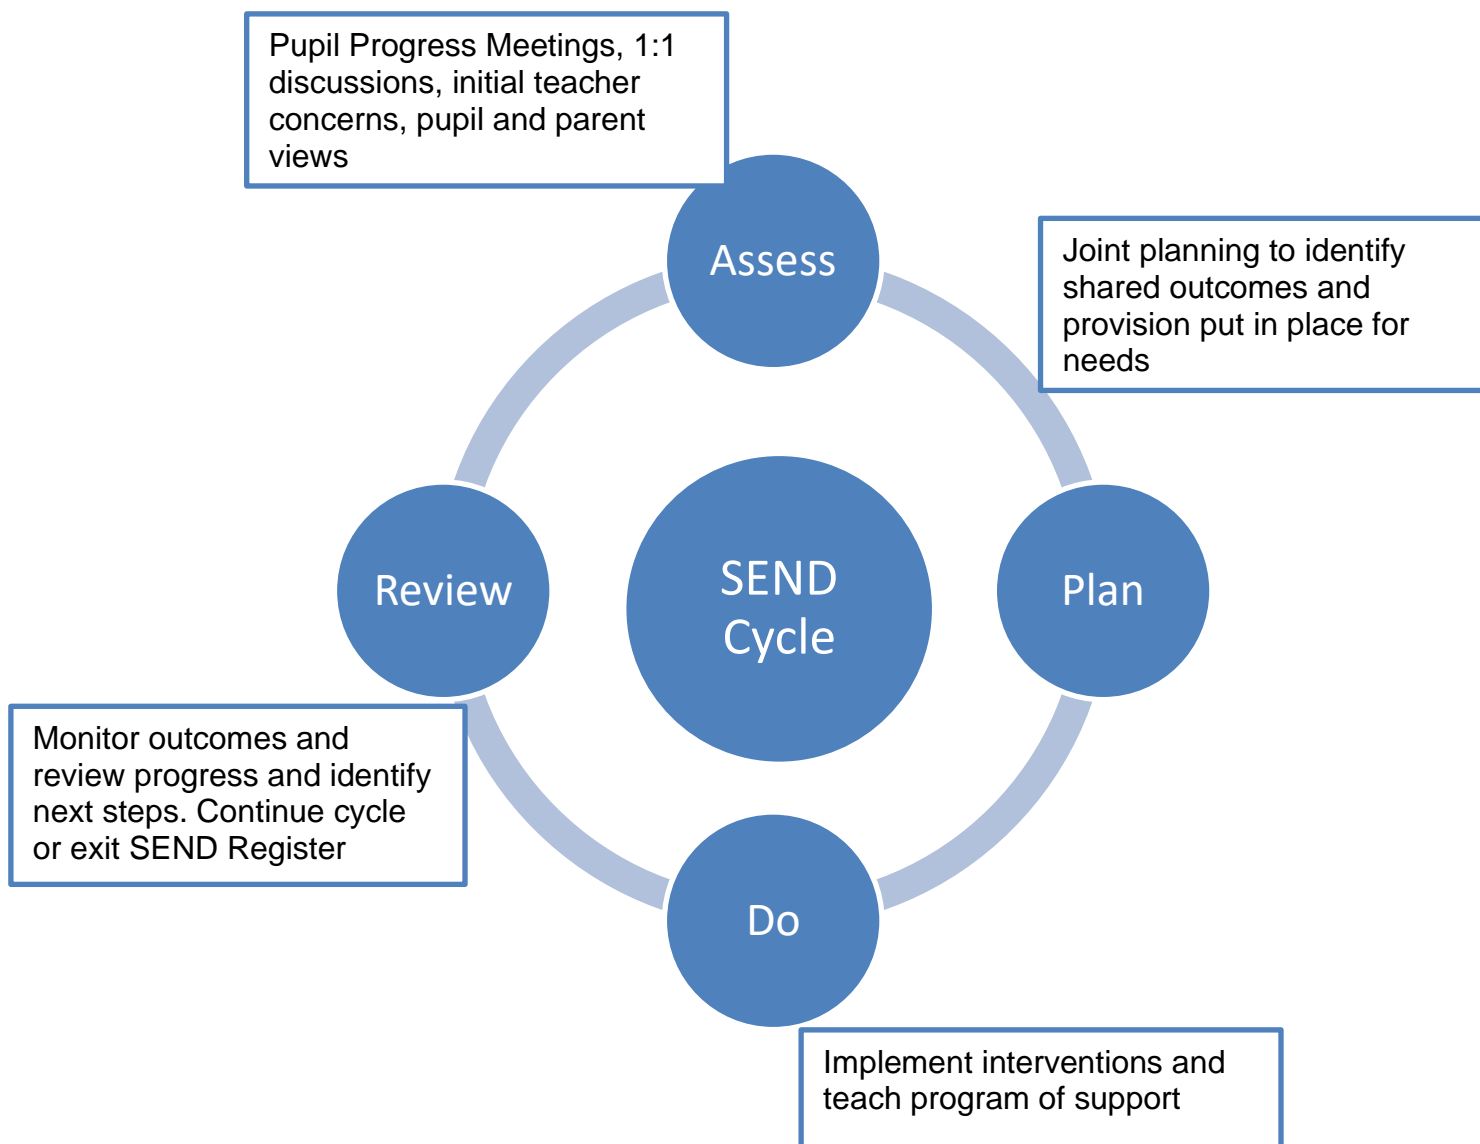 Pupil Progress Meetings, 1:1
discussions, initial teacher
concerns, pupil and parent
views
Assess
Joint planning to identify
shared outcomes and
provision put in place for
needs
Review
SEND
Cycle
Plan
Monitor outcomes and
review progress and identify
next steps. Continue cycle
or exit SEND Register
Do
Implement interventions and
teach program of support